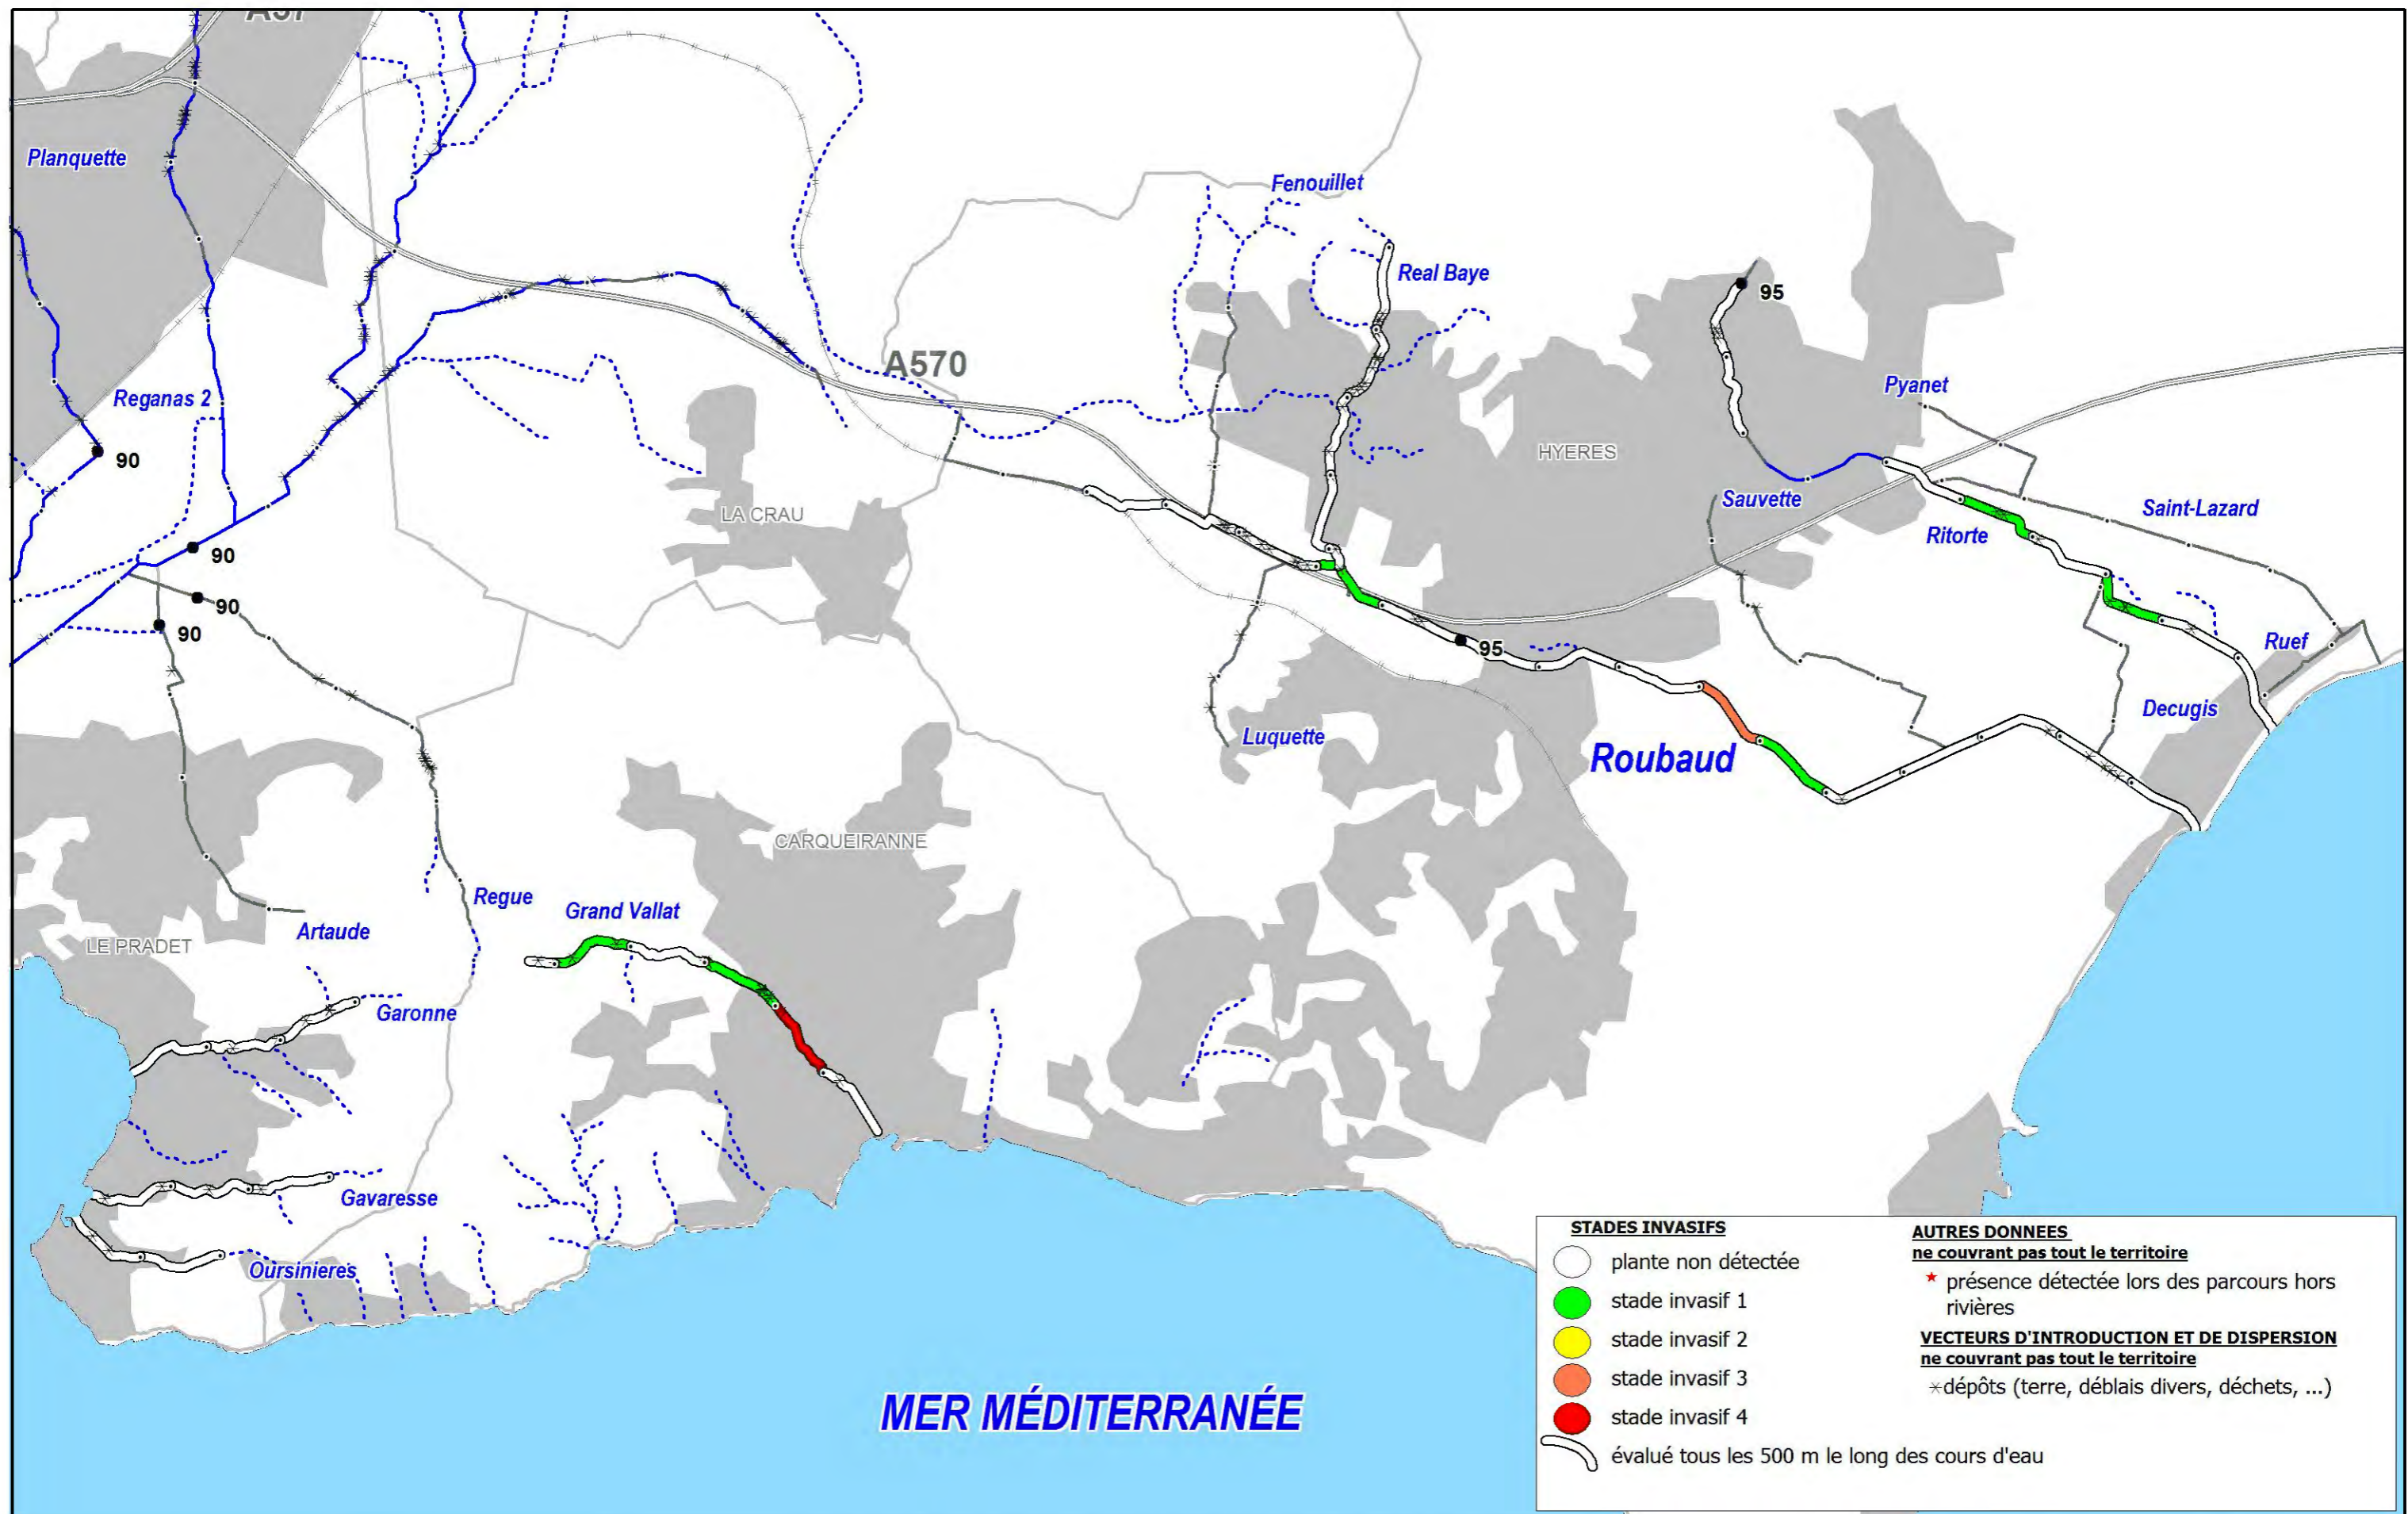 A57
Planquette
Fenouillet
Real Baye
95
A570
Pyanet
Reganas 2
90
HYERES
Sauvette
Saint-Lazard
LA CRAU
Ritorte
90
90
90
95
Ruef
Luquette
Decugis
Roubaud
CARQUEIRANNE
Regue
Grand Vallat
Artaude
LE PRADET
Garonne
Gavaresse
Oursinieres
MER MÉDITERRANÉE
STADES INVASIFS
plante non détectée
stade invasif 1
stade invasif 2
stade invasif 3
stade invasif 4
évalué tous les 500 m le long des cours d'eau
AUTRES DONNEES
ne couvrant pas tout le territoire
présence détectée lors des parcours hors
rivières
VECTEURS D'INTRODUCTION ET DE DISPERSION
ne couvrant pas tout le territoire
dépôts (terre, déblais divers, déchets, ...)